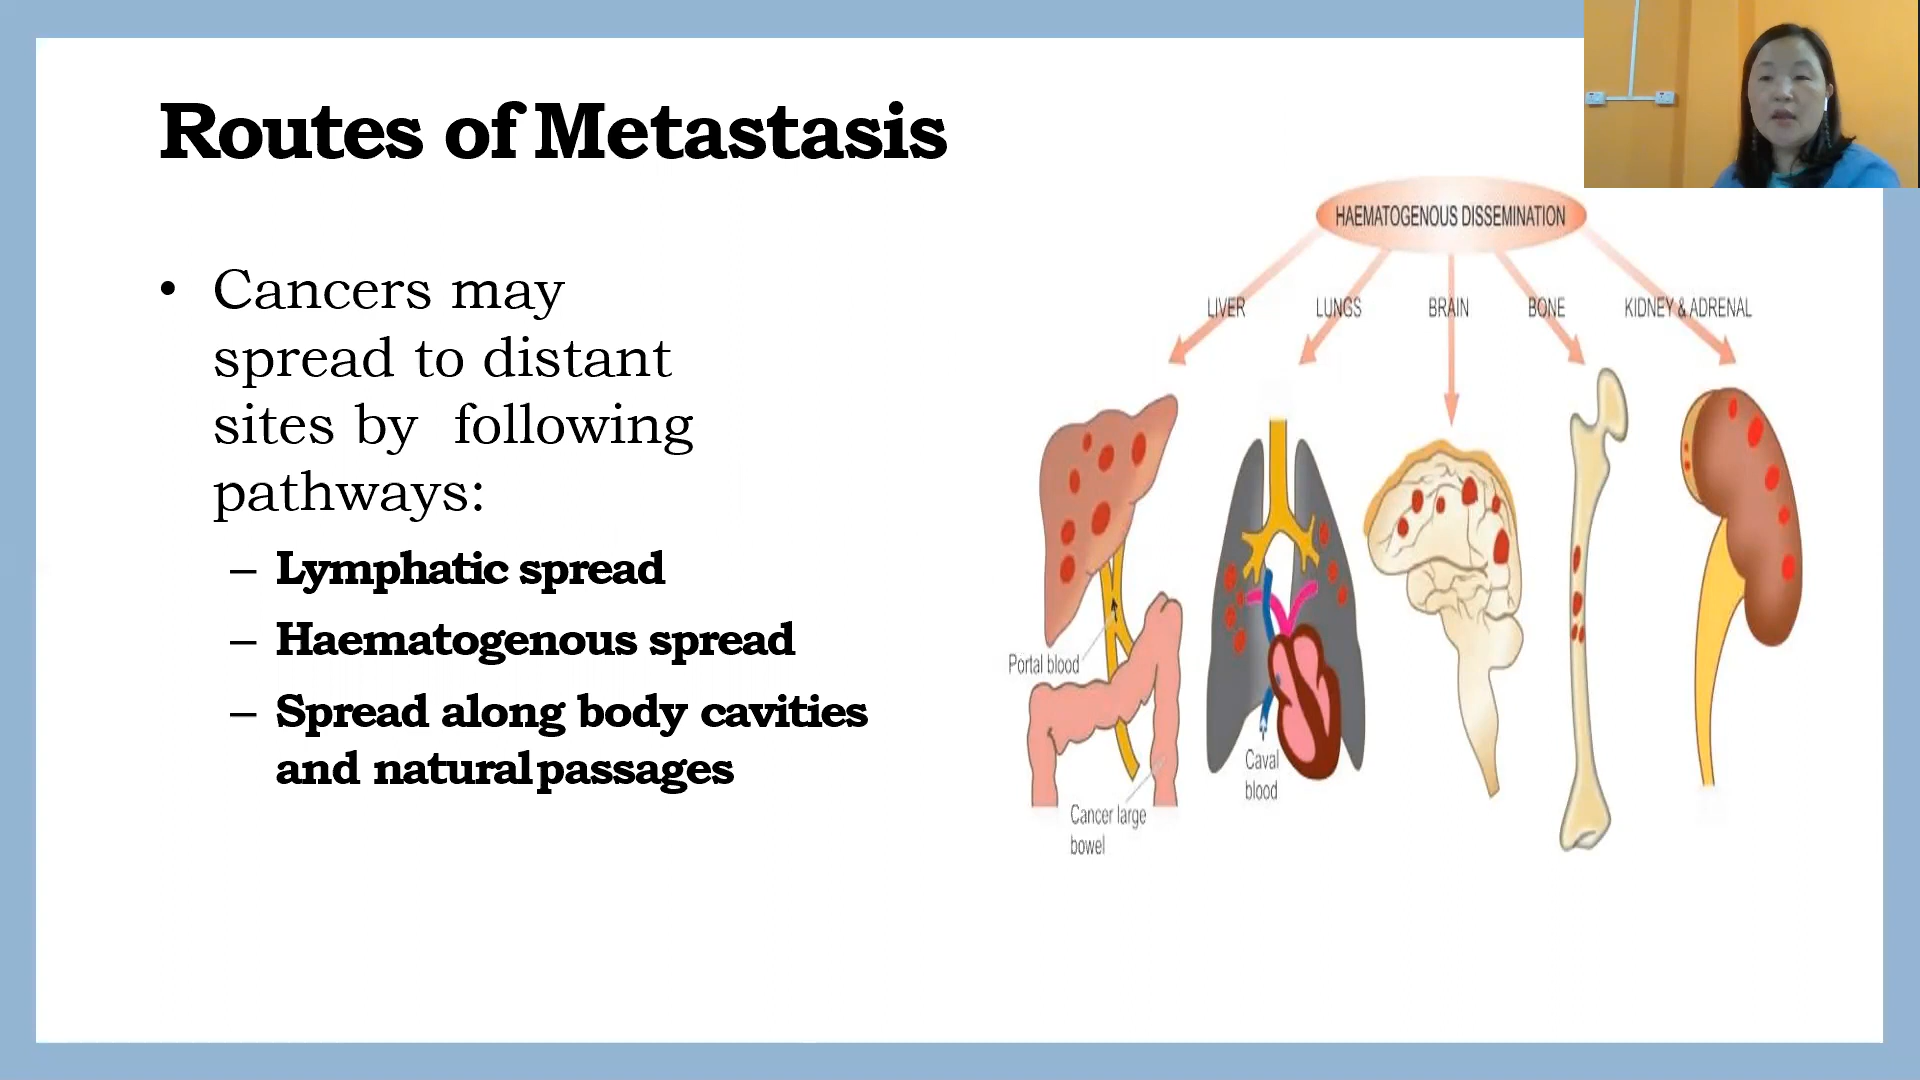 Routes of Metastasis
• Cancers may
spread to distant
sites by following
pathways:
– Lymphatic spread
– Haematogenous spread
– Spread along body cavities
and natural passages
HAEMATOGENOUS DISSEMINATION
LIVER LUNGS BRAIN BONE KIDNEY & ADRENAL
Portal blood
Caval
blood
Cancer large
bowel